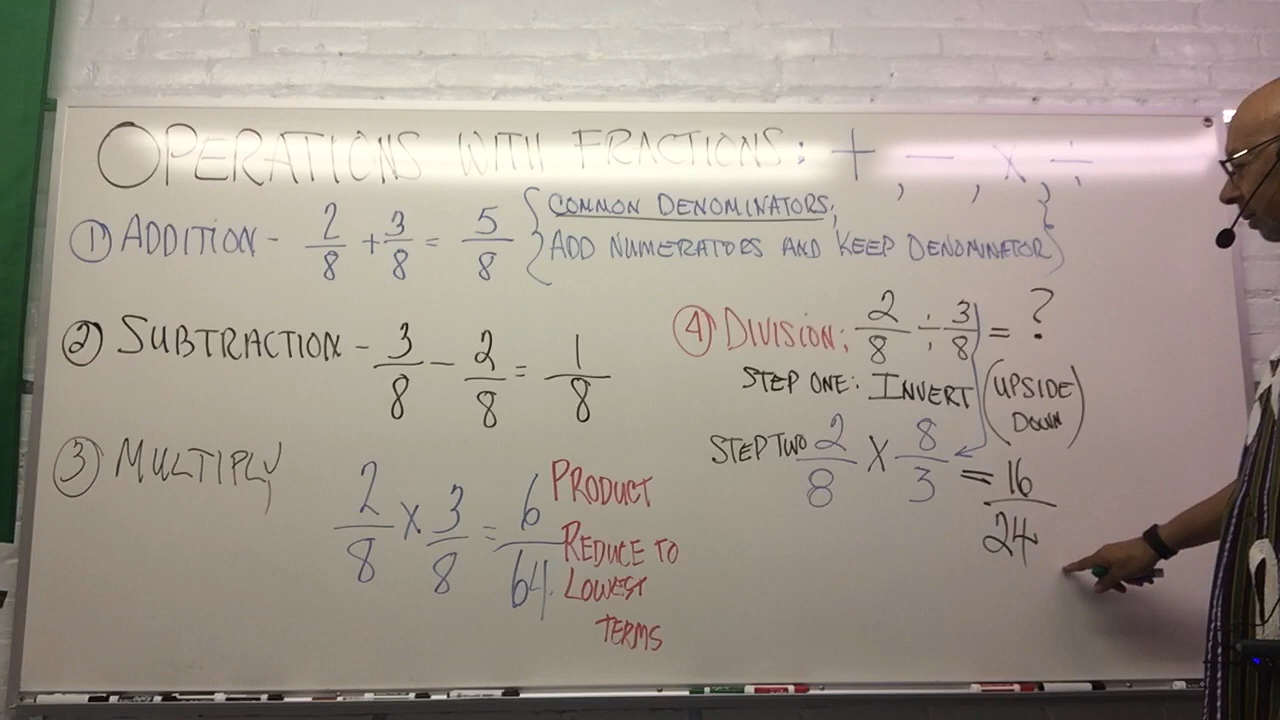 OPERATIONS WITH FRACTIONS: +, −, ×, ÷
① ADDITION - 2/8 + 3/8 = 5/8 { COMMON DENOMINATORS;
ADD NUMERATORS AND KEEP DENOMINATOR }
② SUBTRACTION - 3/8 − 2/8 = 1/8
③ MULTIPLY
2/8 × 3/8 = 6/64
PRODUCT
REDUCE TO
LOWEST
TERMS
④ DIVISION; 2/8 ÷ 3/8 = ?
STEP ONE: INVERT (UPSIDE
DOWN)
STEP TWO 2/8 × 8/3 = 16/24